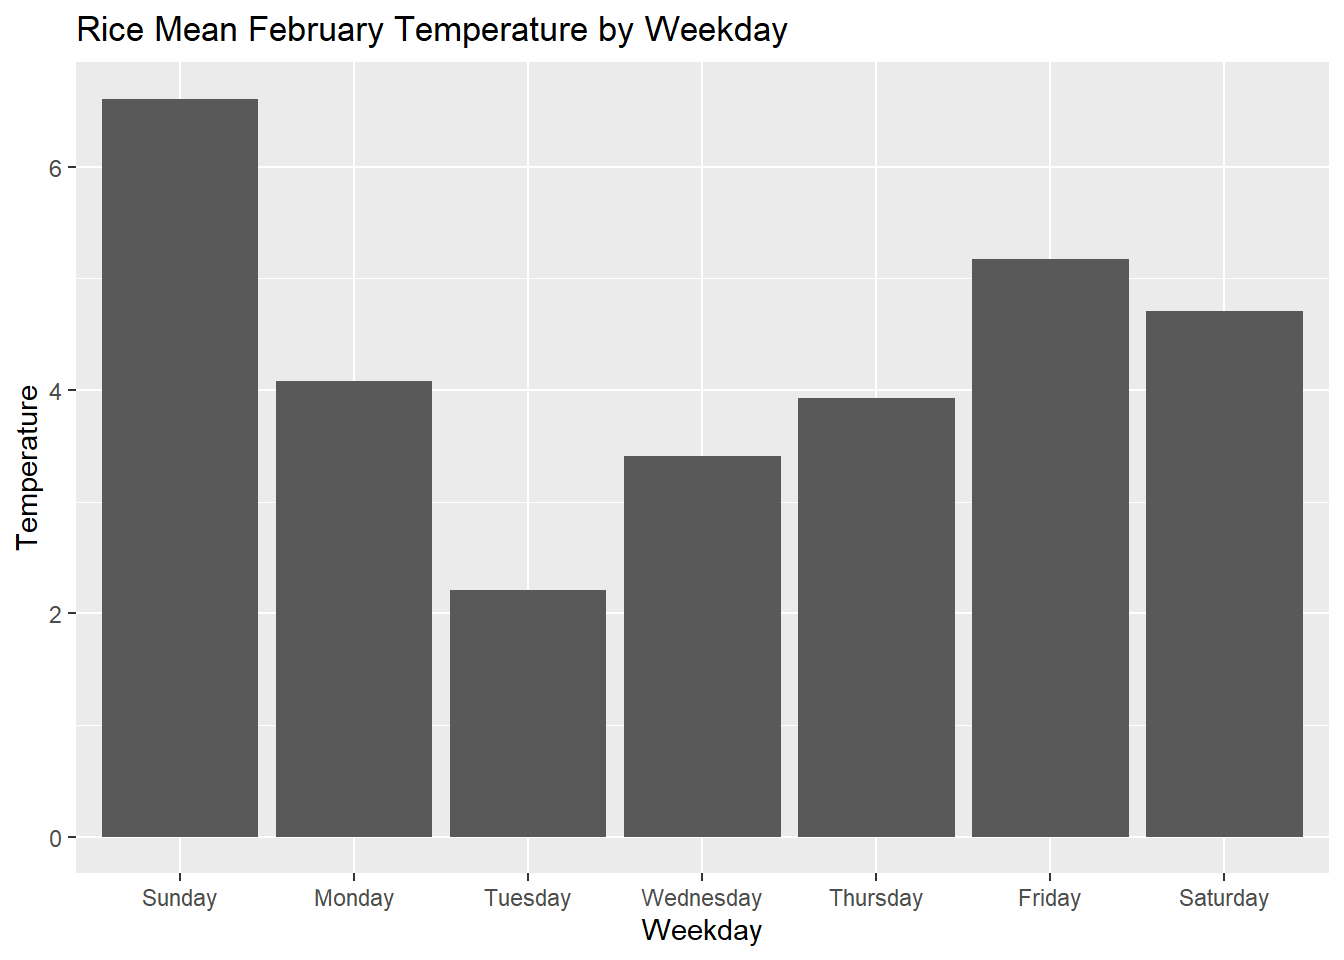 Rice Mean February Temperature by Weekday
Temperature
6
4
2
0
Sunday Monday Tuesday Wednesday Thursday Friday Saturday
Weekday